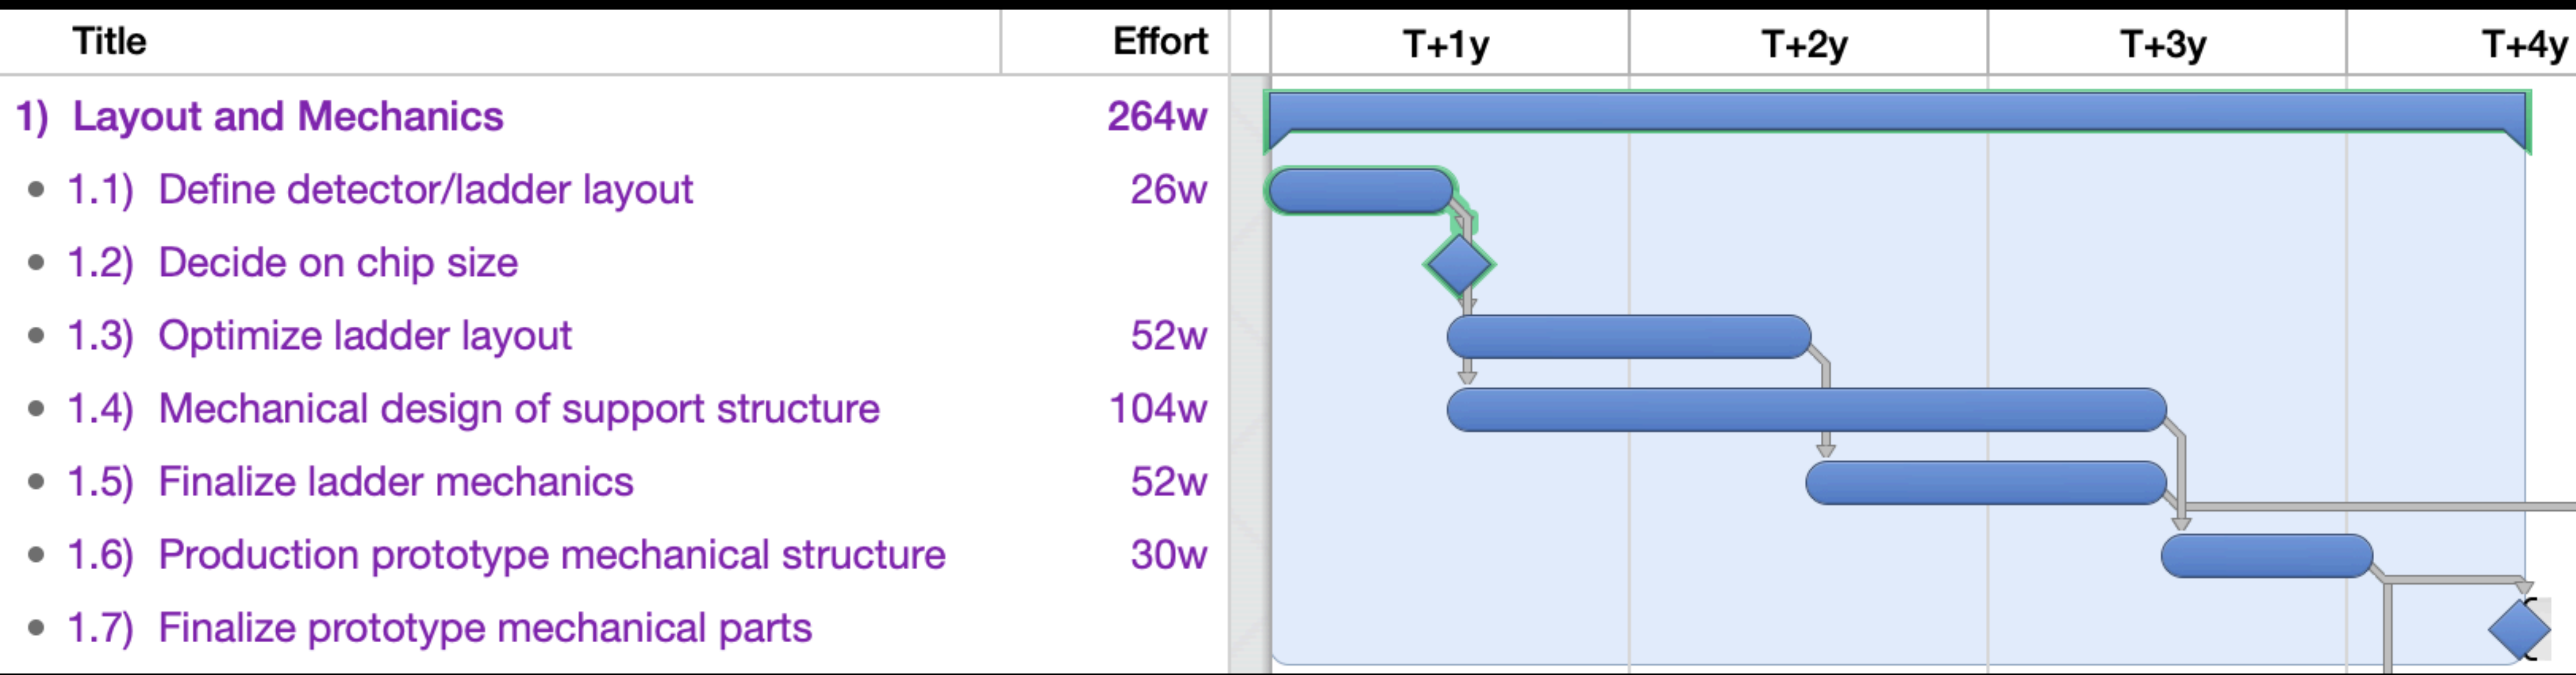 Title Effort T+1y T+2y T+3y T+4y
1) Layout and Mechanics 264w
• 1.1) Define detector/ladder layout 26w
• 1.2) Decide on chip size
• 1.3) Optimize ladder layout 52w
• 1.4) Mechanical design of support structure 104w
• 1.5) Finalize ladder mechanics 52w
• 1.6) Production prototype mechanical structure 30w
• 1.7) Finalize prototype mechanical parts